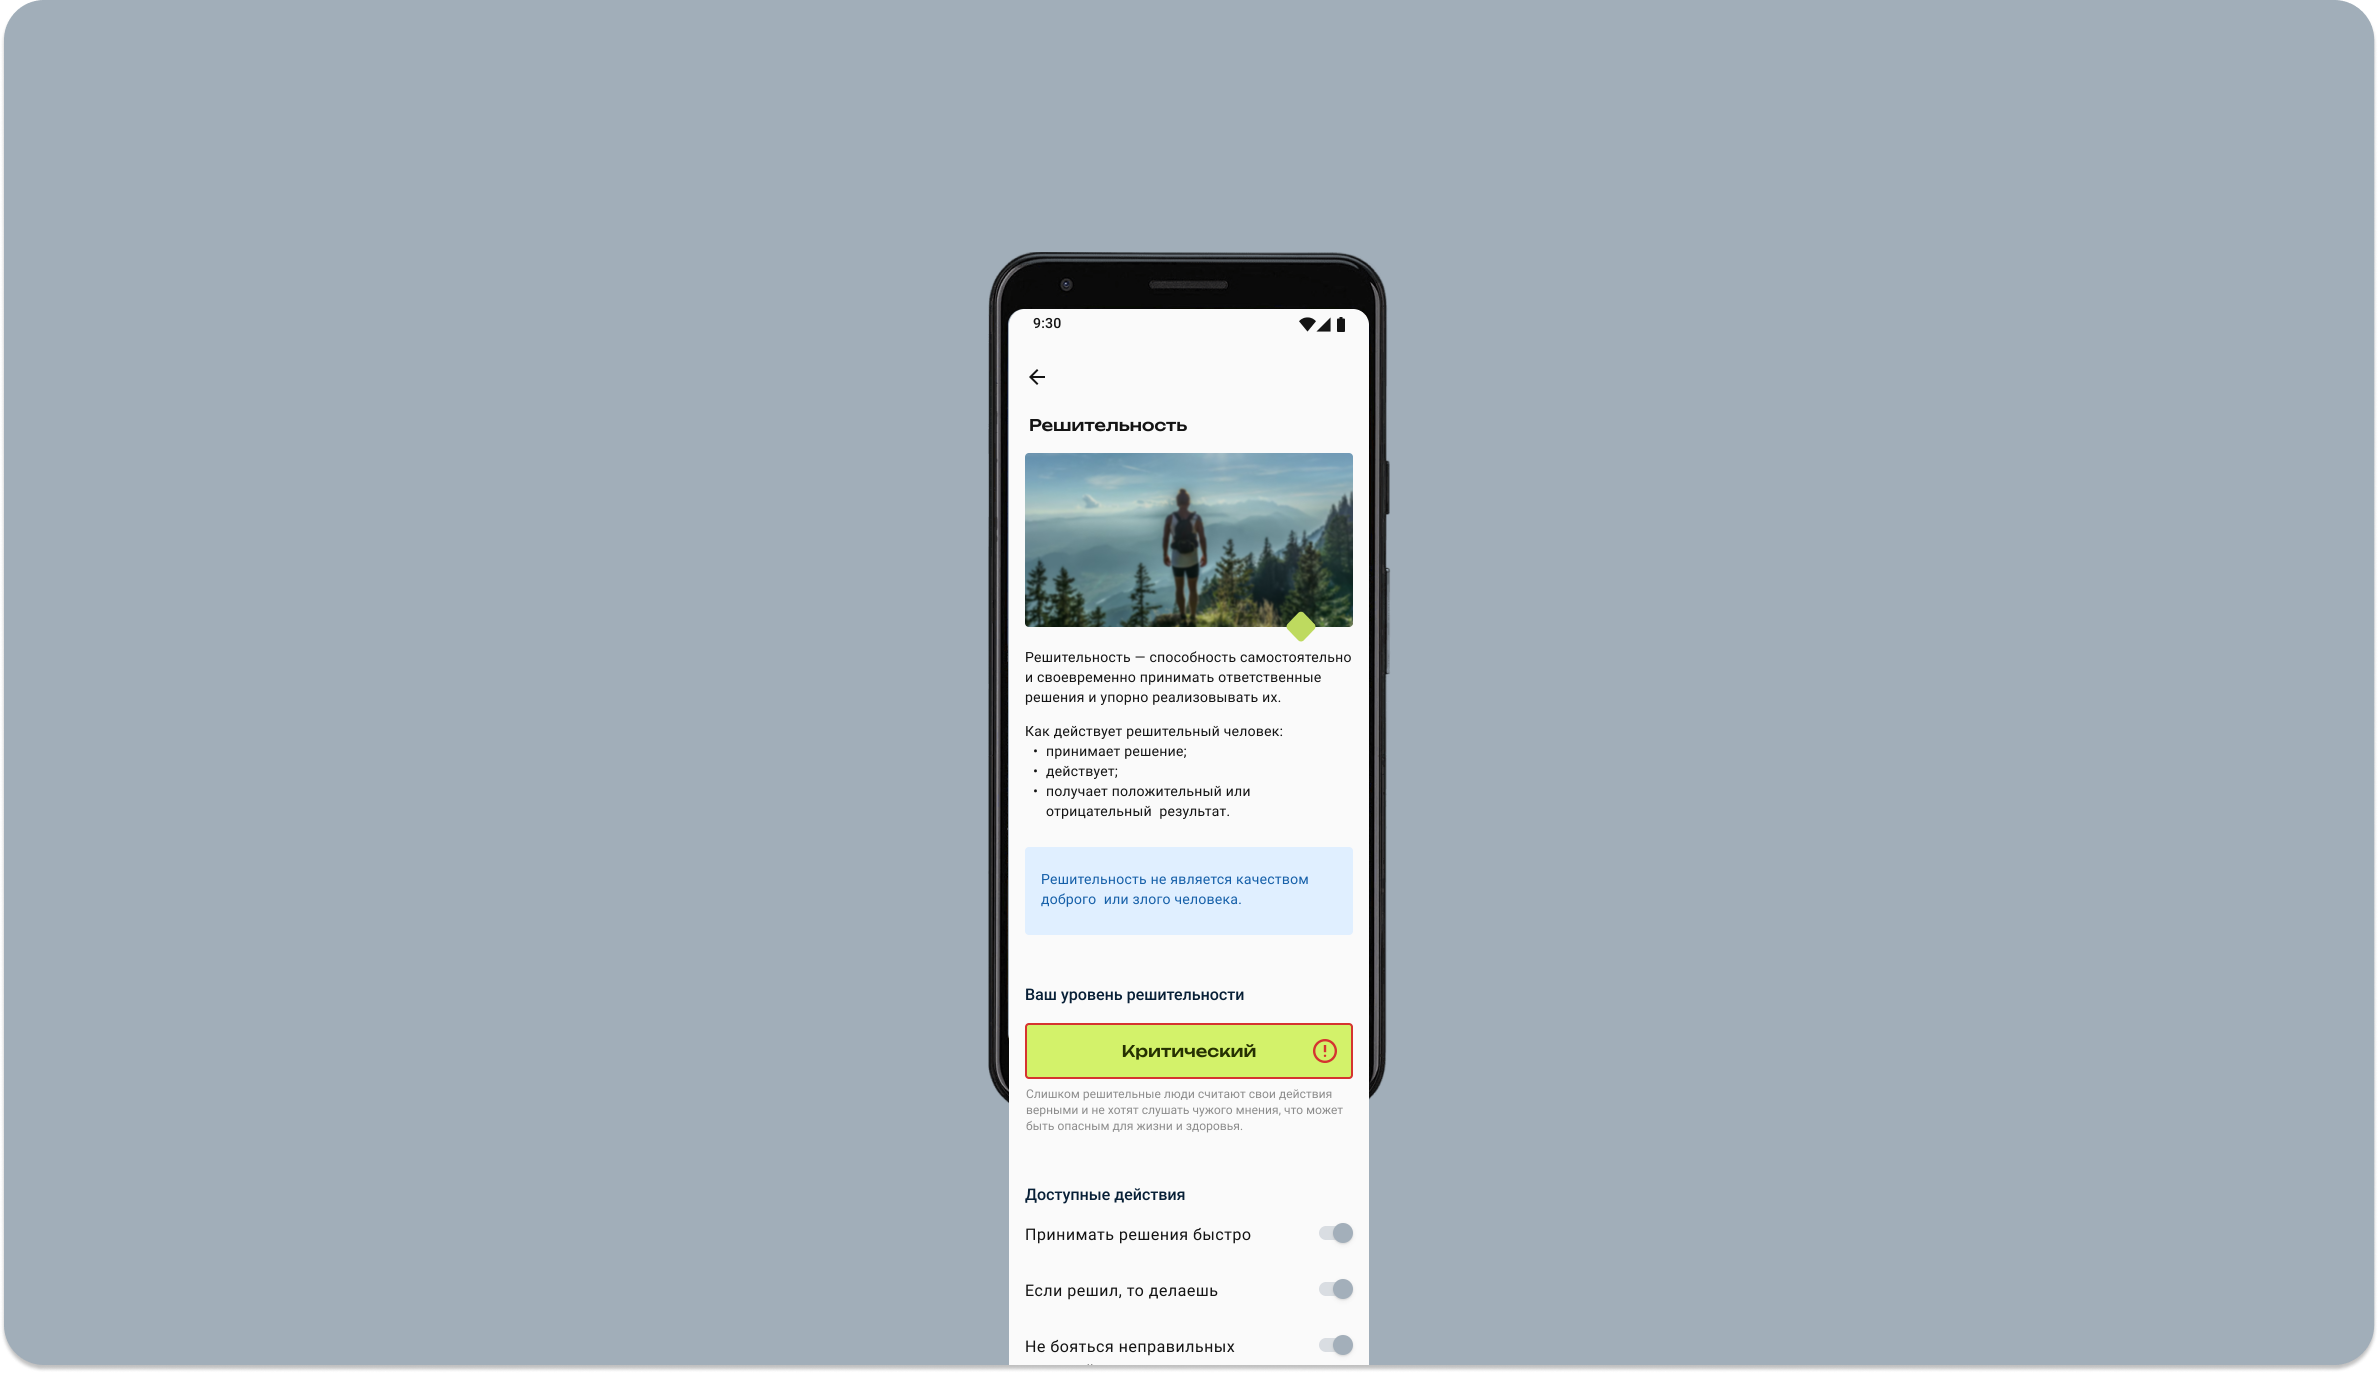 9:30
Решительность
Решительность — способность самостоятельно
и своевременно принимать ответственные
решения и упорно реализовывать их.
Как действует решительный человек:
• принимает решение;
• действует;
• получает положительный или
отрицательный результат.
Решительность не является качеством
доброго или злого человека.
Ваш уровень решительности
Критический
Слишком решительные люди считают свои действия
верными и не хотят слушать чужого мнения, что может
быть опасным для жизни и здоровья.
Доступные действия
Принимать решения быстро
Если решил, то делаешь
Не бояться неправильных